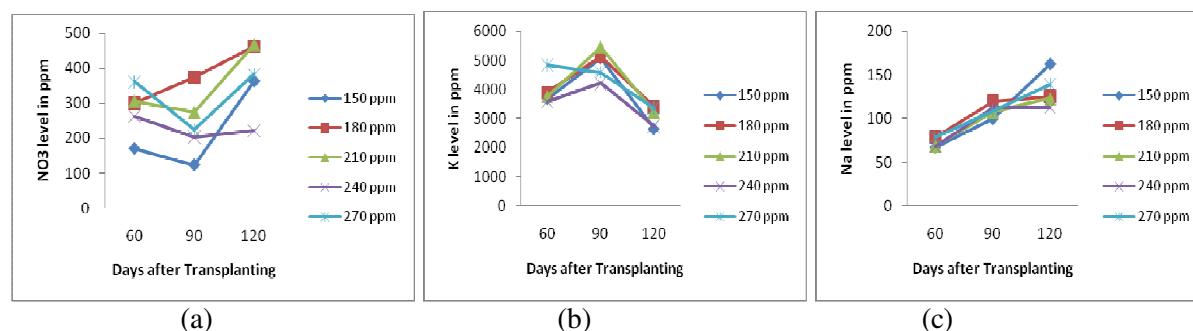 500
400
300
200
100
0
NO3 level in ppm
60 90 120
Days after Transplanting
150 ppm
180 ppm
210 ppm
240 ppm
270 ppm
(a)
6000
5000
4000
3000
2000
1000
0
K level in ppm
60 90 120
Days after Transplanting
150 ppm
180 ppm
210 ppm
240 ppm
270 ppm
(b)
200
150
100
50
0
Na level in ppm
60 90 120
Days after Transplanting
150 ppm
180 ppm
210 ppm
240 ppm
270 ppm
(c)